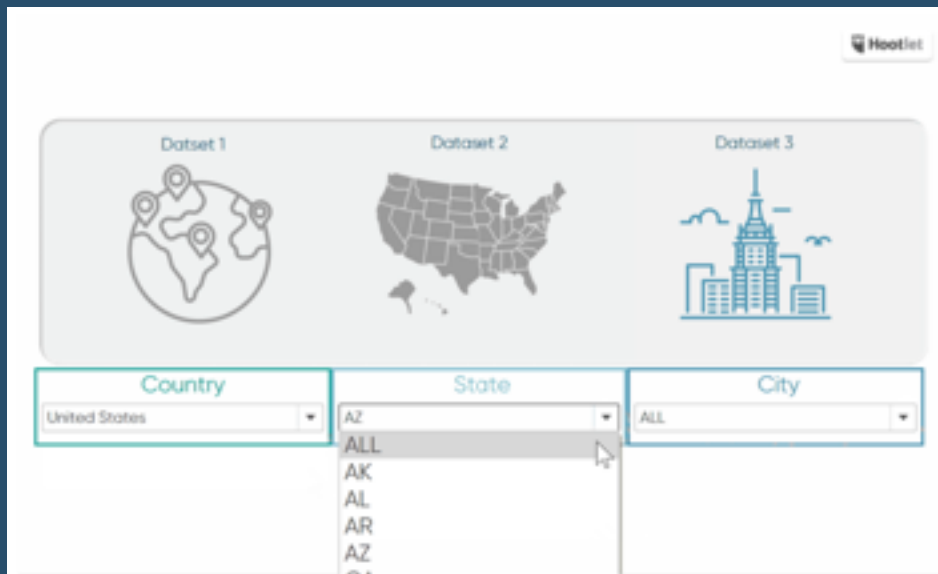 Hootlet
Datset 1
Dataset 2
Dataset 3
Country
State
City
United States
AZ
ALL
ALL
AK
AL
AR
AZ